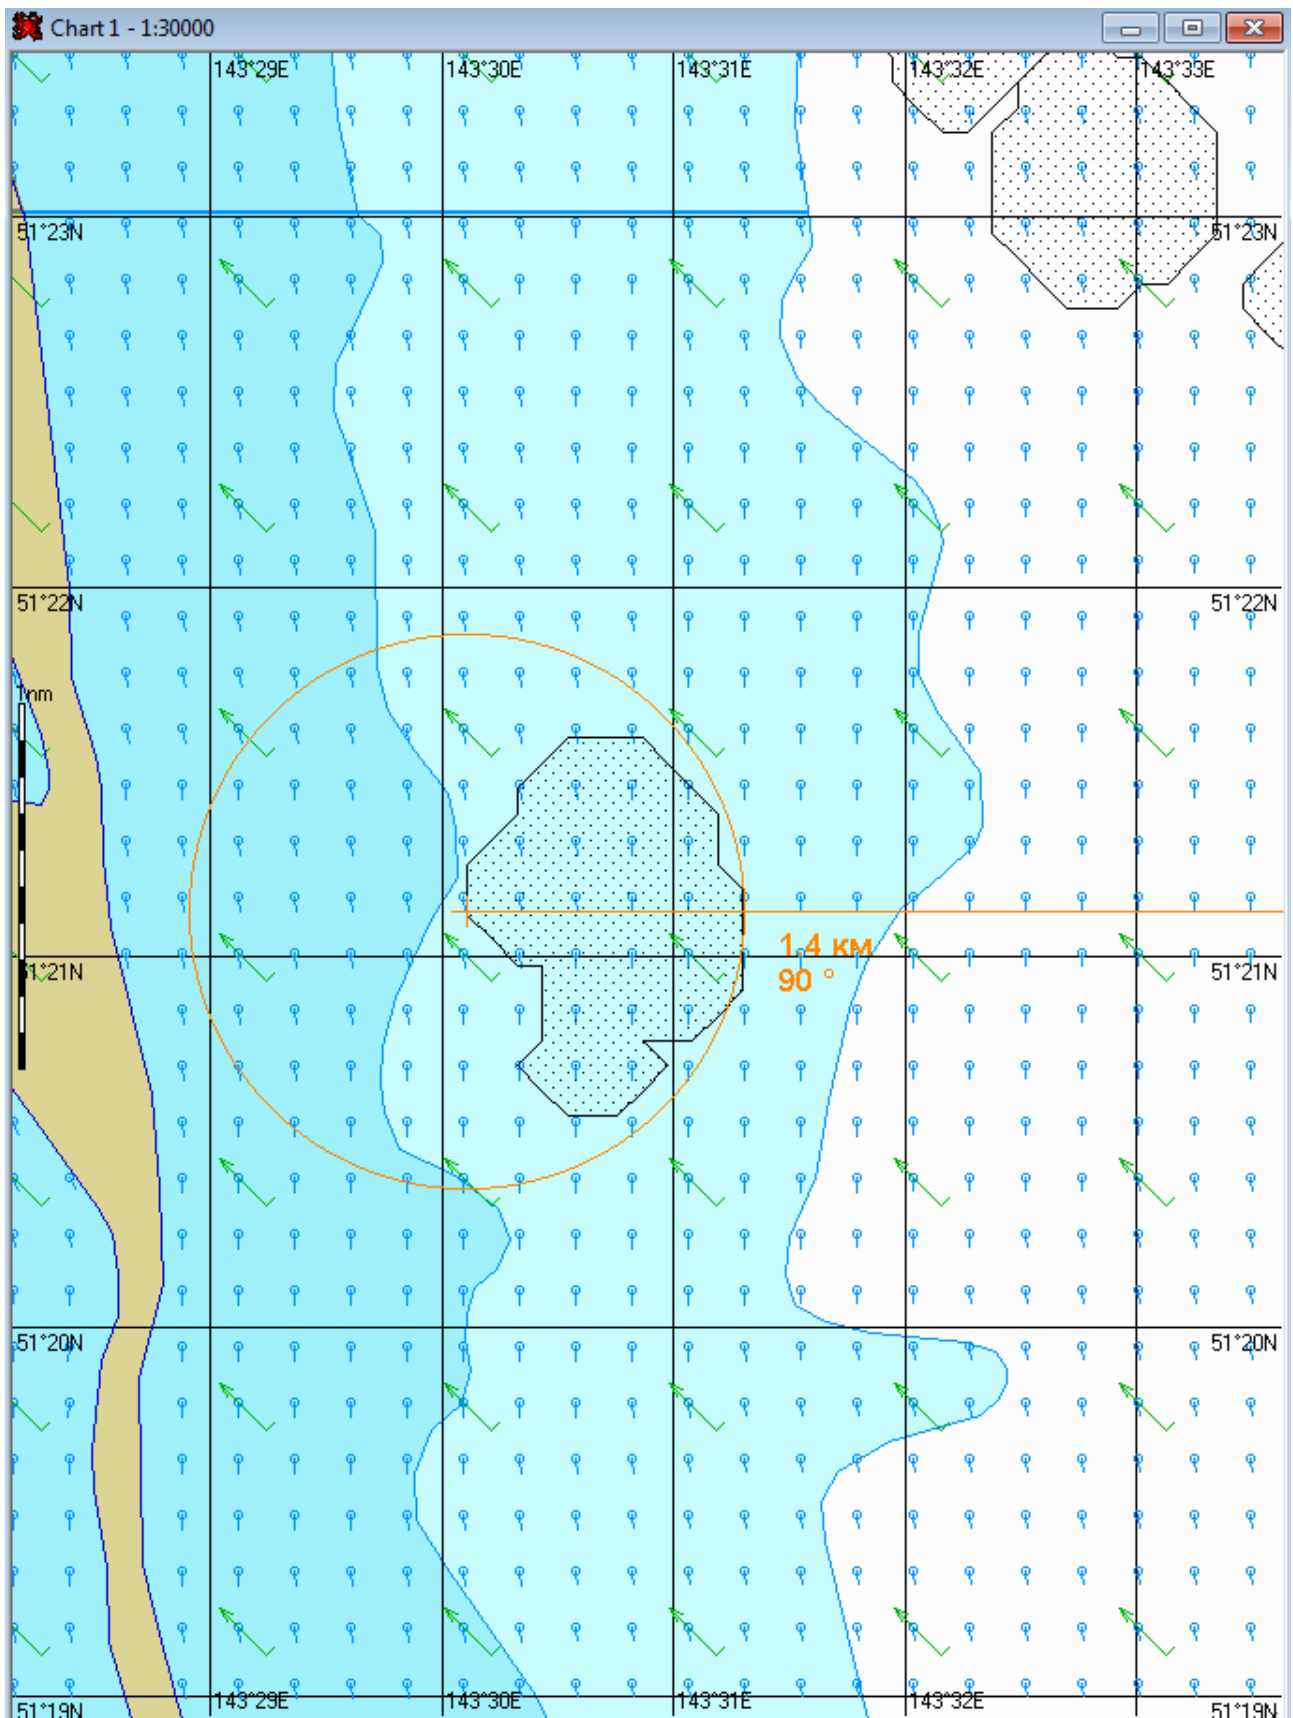 Chart 1 - 1:30000
143°29E 143°30E 143°31E 143°32E 143°33E
51°23N 51°23N
51°22N 51°22N
1nm
1.4 км
90 °
51°21N 51°21N
51°20N 51°20N
143°29E 143°30E 143°31E 143°32E
51°19N 51°19N